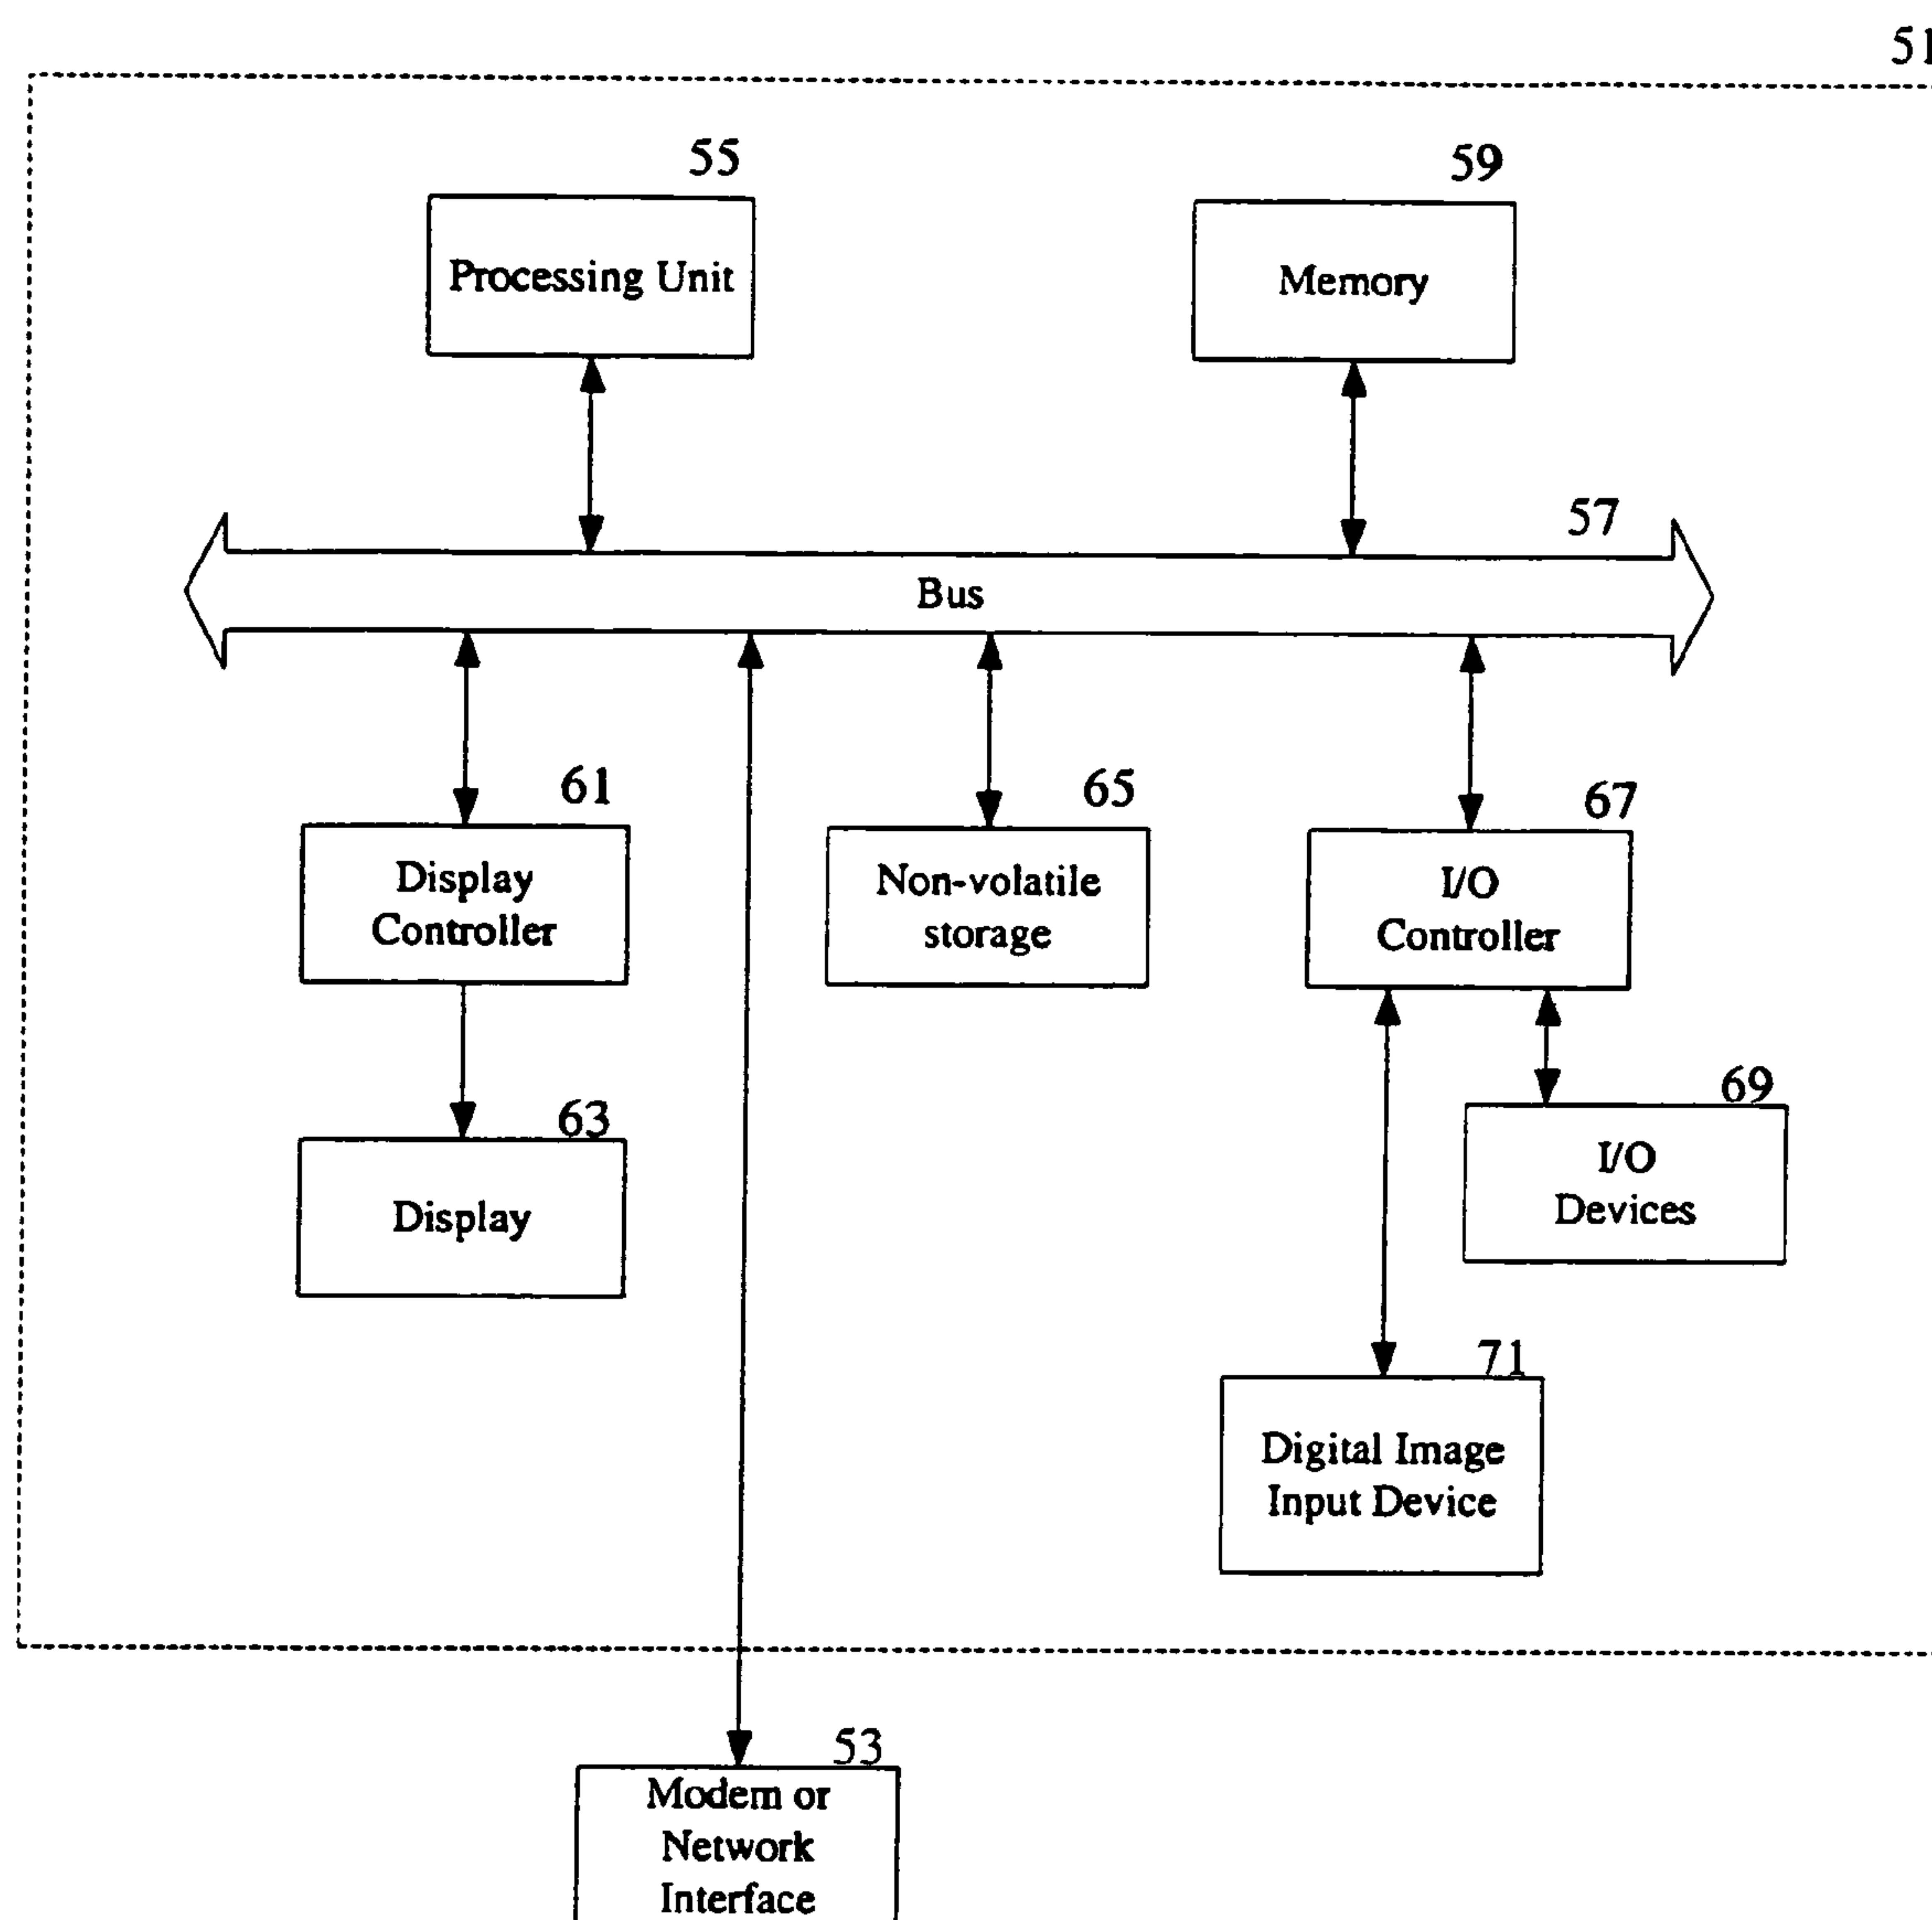 51
55
Processing Unit
59
Memory
57
Bus
61
Display
Controller
65
Non-volatile
storage
67
I/O
Controller
63
Display
69
I/O
Devices
71
Digital Image
Input Device
53
Modem or
Network
Interface